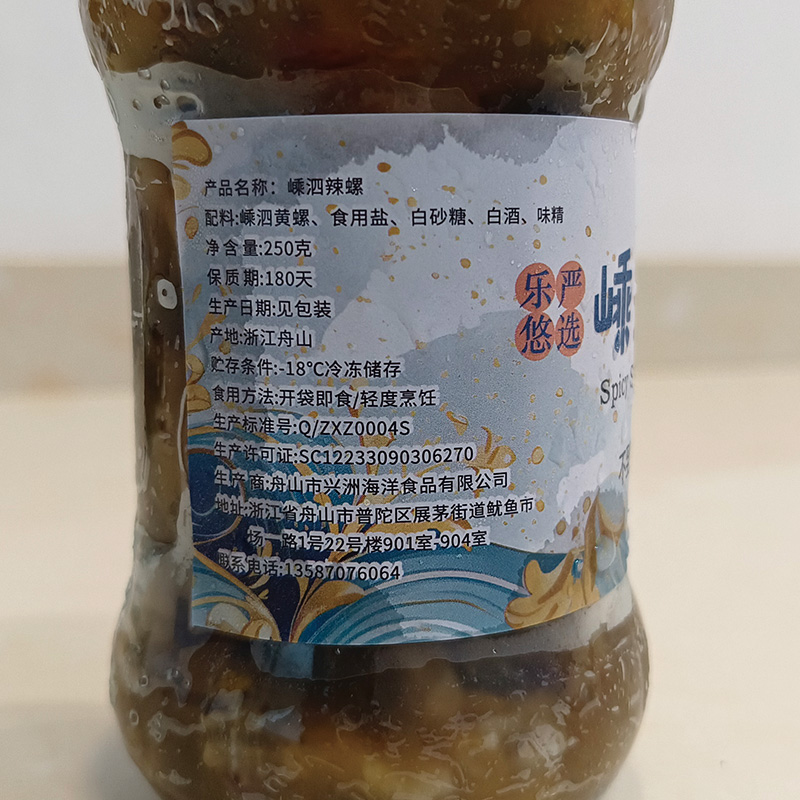 产品名称：嵊泗辣螺
配料:嵊泗黄螺、食用盐、白砂糖、白酒、味精
净含量:250克
保质期:180天
生产日期:见包装
产地:浙江舟山
贮存条件:-18℃冷冻储存
食用方法:开袋即食/轻度烹饪
生产标准号:Q/ZXZ0004S
生产许可证:SC12233090306270
生产商:舟山市兴洲海洋食品有限公司
地址:浙江省舟山市普陀区展茅街道鱿鱼市
场一路1号22号楼901室,904室
联系电话:13587076064
乐悠
严选
嵊
Spicy